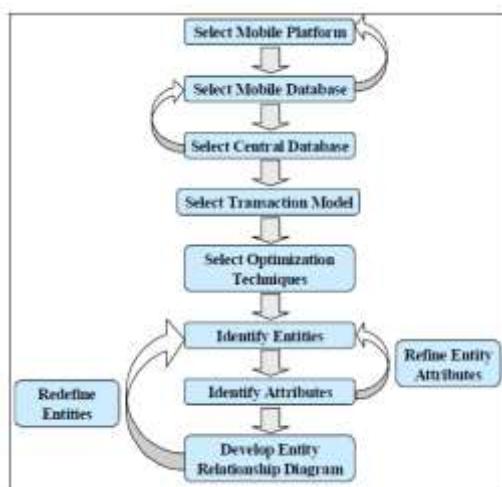 Select Mobile Platform
Select Mobile Database
Select Central Database
Select Transaction Model
Select Optimization
Techniques
Identify Entities
Refine Entity
Attributes
Redefine
Entities
Identify Attributes
Develop Entity
Relationship Diagram